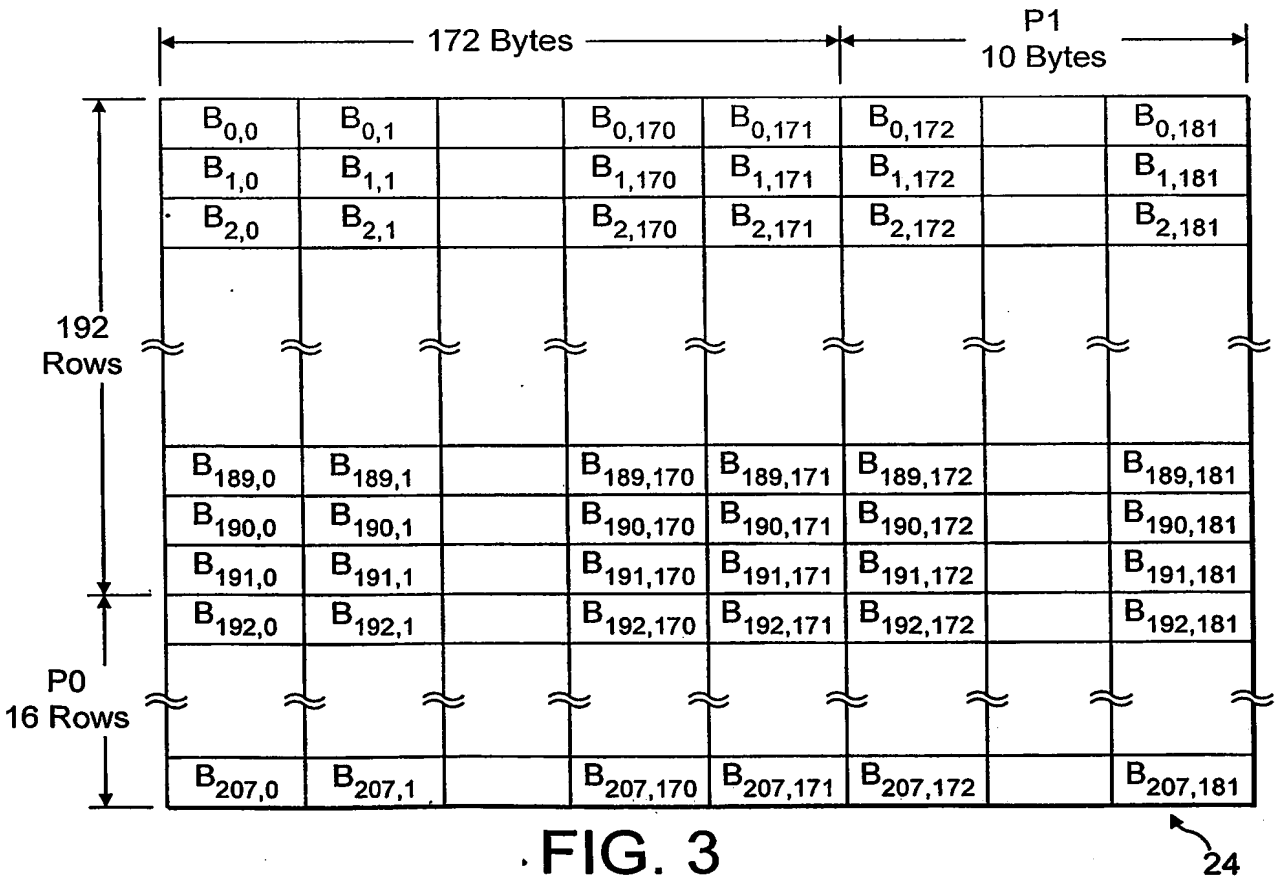 172 Bytes
P1
10 Bytes
B0,0 B0,1 B0,170 B0,171 B0,172 B0,181
B1,0 B1,1 B1,170 B1,171 B1,172 B1,181
B2,0 B2,1 B2,170 B2,171 B2,172 B2,181
192
Rows
B189,0 B189,1 B189,170 B189,171 B189,172 B189,181
B190,0 B190,1 B190,170 B190,171 B190,172 B190,181
B191,0 B191,1 B191,170 B191,171 B191,172 B191,181
B192,0 B192,1 B192,170 B192,171 B192,172 B192,181
P0
16 Rows
B207,0 B207,1 B207,170 B207,171 B207,172 B207,181
FIG. 3
24